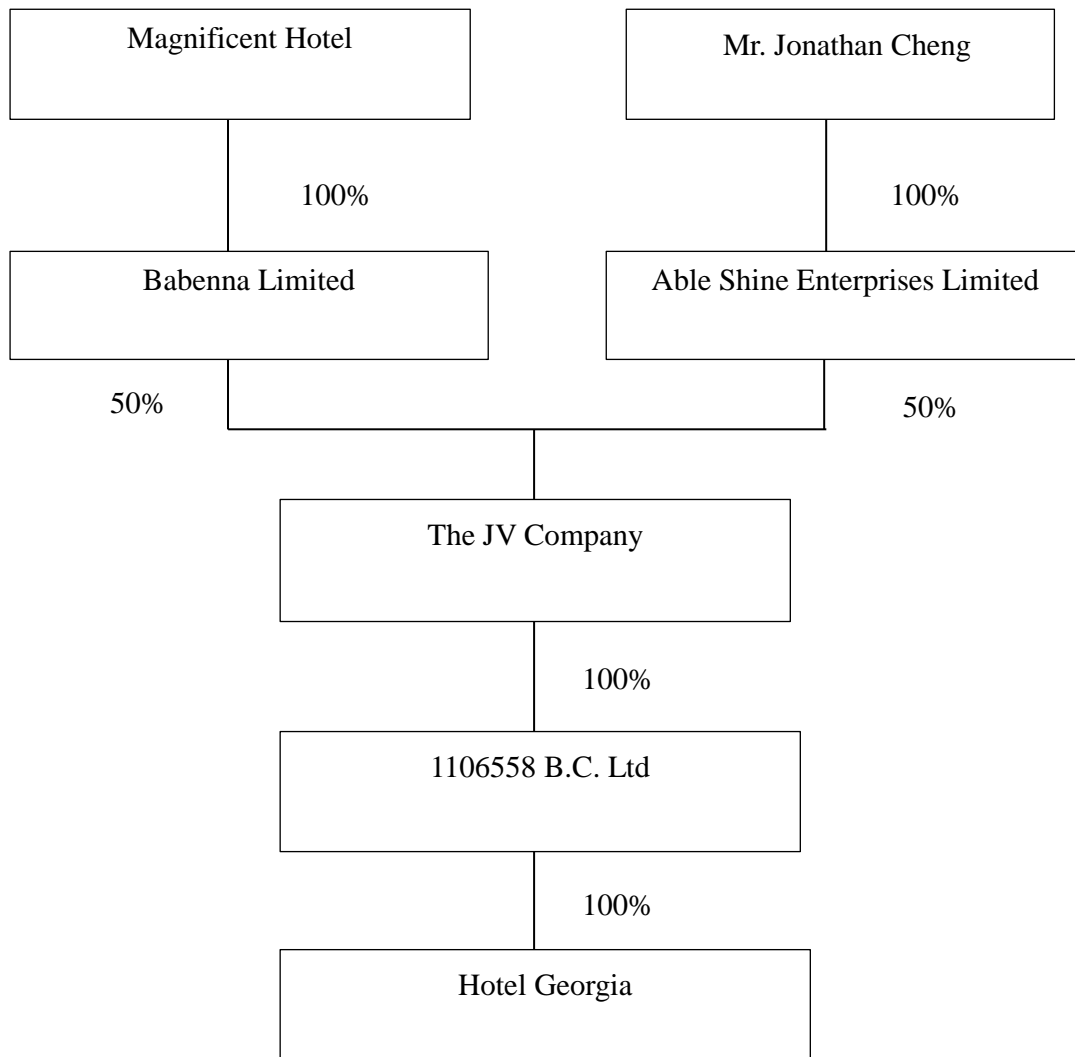 Magnificent Hotel
Mr. Jonathan Cheng
100%
100%
Babenna Limited
Able Shine Enterprises Limited
50%
50%
The JV Company
100%
1106558 B.C. Ltd
100%
Hotel Georgia